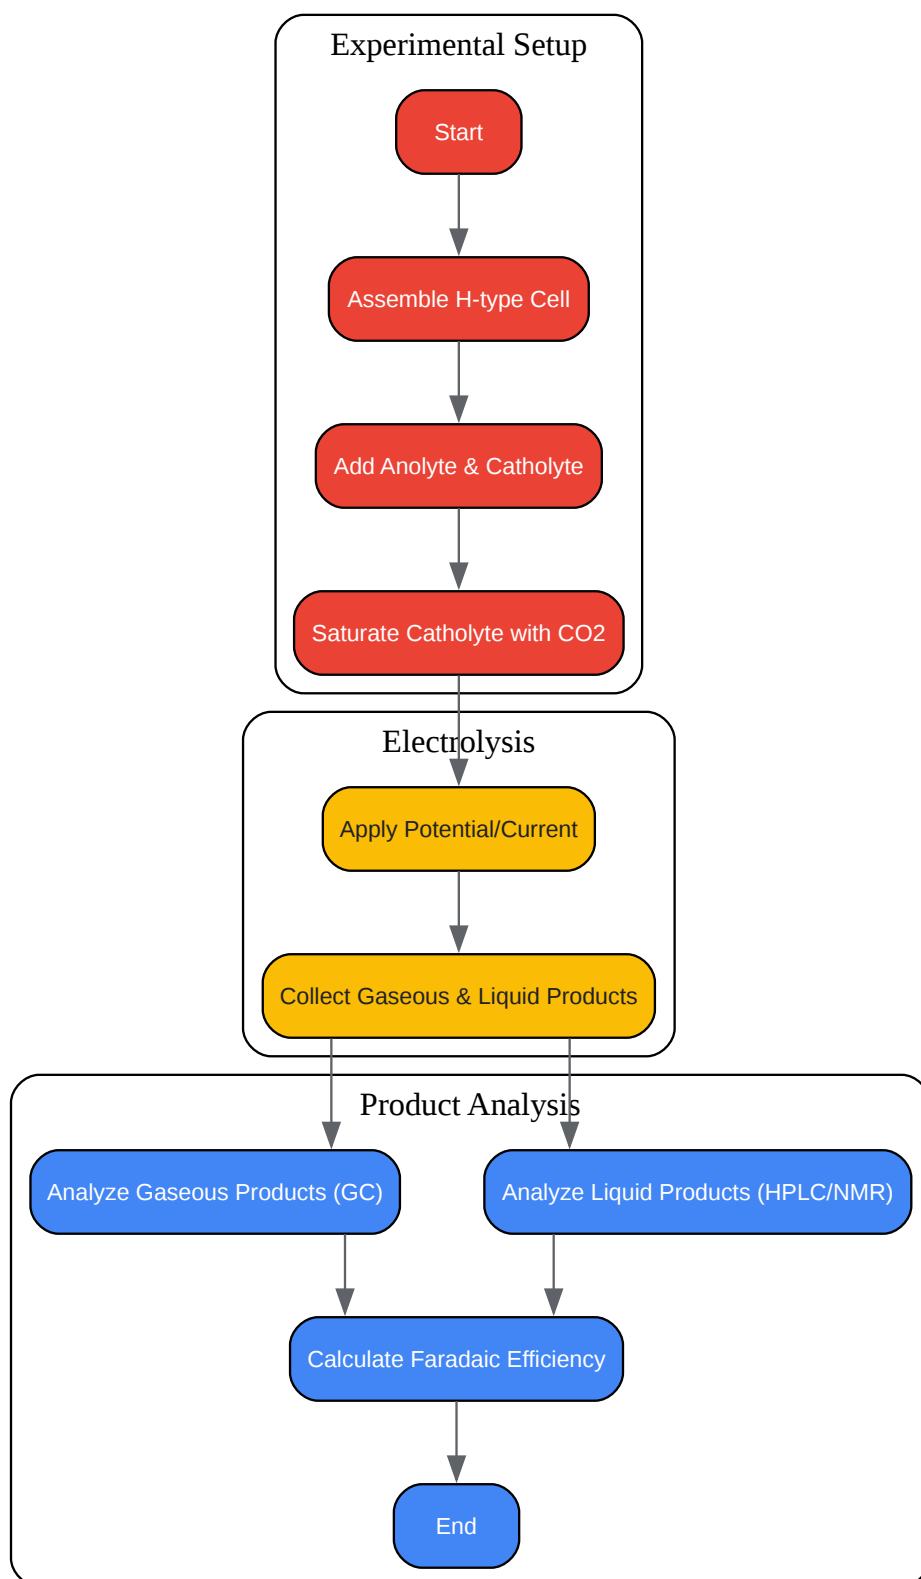 Experimental Setup
Start
Assemble H-type Cell
Add Anolyte & Catholyte
Saturate Catholyte with CO2
Electrolysis
Apply Potential/Current
Collect Gaseous & Liquid Products
Product Analysis
Analyze Gaseous Products (GC)
Analyze Liquid Products (HPLC/NMR)
Calculate Faradaic Efficiency
End